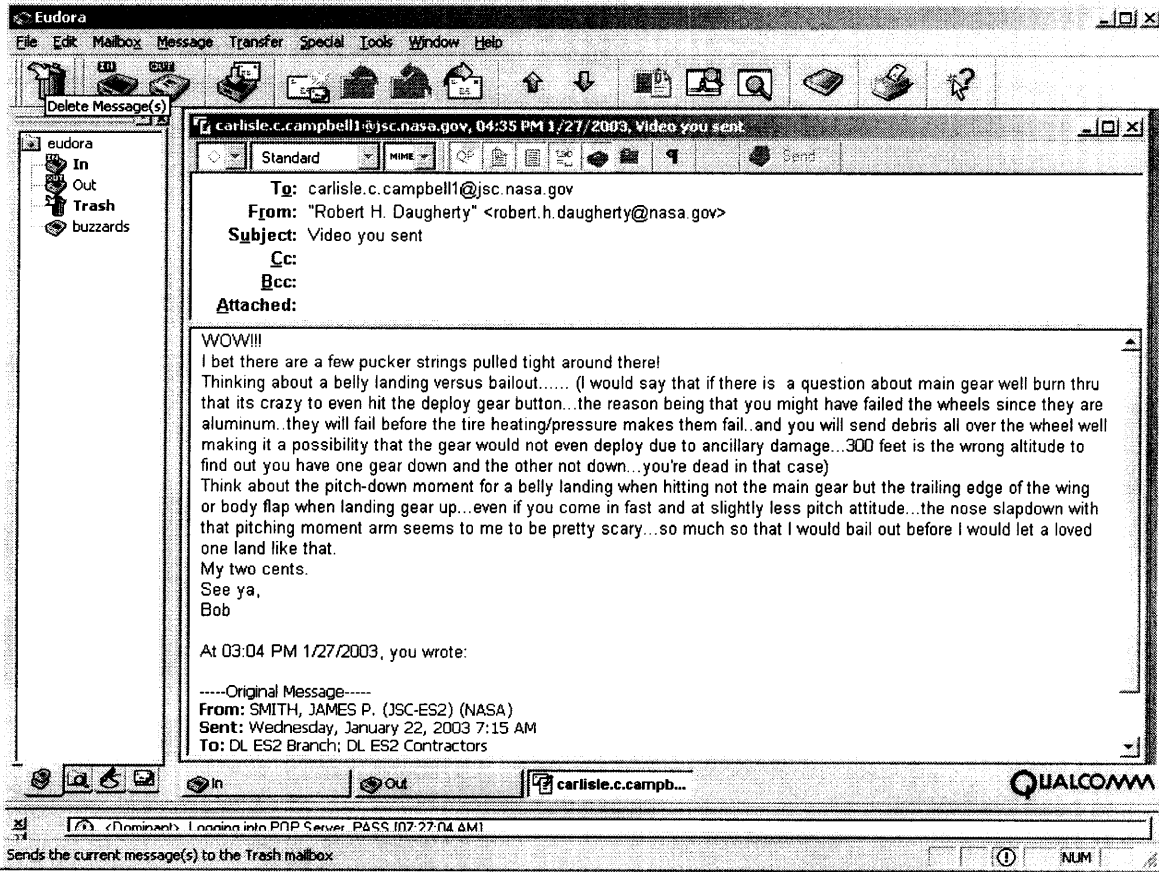 Eudora
File Edit Mailbox Message Transfer Special Tools Window Help
Delete Message(s)
eudora
In
Out
Trash
buzzards
carlisle.c.campbell1@jsc.nasa.gov, 04:35 PM 1/27/2003, Video you sent
Standard MIME QP Send
To: carlisle.c.campbell1@jsc.nasa.gov
From: "Robert H. Daugherty" <robert.h.daugherty@nasa.gov>
Subject: Video you sent
Cc:
Bcc:
Attached:
WOW!!!
I bet there are a few pucker strings pulled tight around there!
Thinking about a belly landing versus bailout...... (I would say that if there is a question about main gear well burn thru
that its crazy to even hit the deploy gear button...the reason being that you might have failed the wheels since they are
aluminum..they will fail before the tire heating/pressure makes them fail..and you will send debris all over the wheel well
making it a possibility that the gear would not even deploy due to ancillary damage...300 feet is the wrong altitude to
find out you have one gear down and the other not down...you're dead in that case)
Think about the pitch-down moment for a belly landing when hitting not the main gear but the trailing edge of the wing
or body flap when landing gear up...even if you come in fast and at slightly less pitch attitude...the nose slapdown with
that pitching moment arm seems to me to be pretty scary...so much so that I would bail out before I would let a loved
one land like that.
My two cents.
See ya,
Bob
At 03:04 PM 1/27/2003, you wrote:
-----Original Message-----
From: SMITH, JAMES P. (JSC-ES2) (NASA)
Sent: Wednesday, January 22, 2003 7:15 AM
To: DL ES2 Branch; DL ES2 Contractors
In Out carlisle.c.campb... QUALCOMM
<Dominant> Logging into POP Server, PASS [07:27:04 AM]
Sends the current message(s) to the Trash mailbox NUM